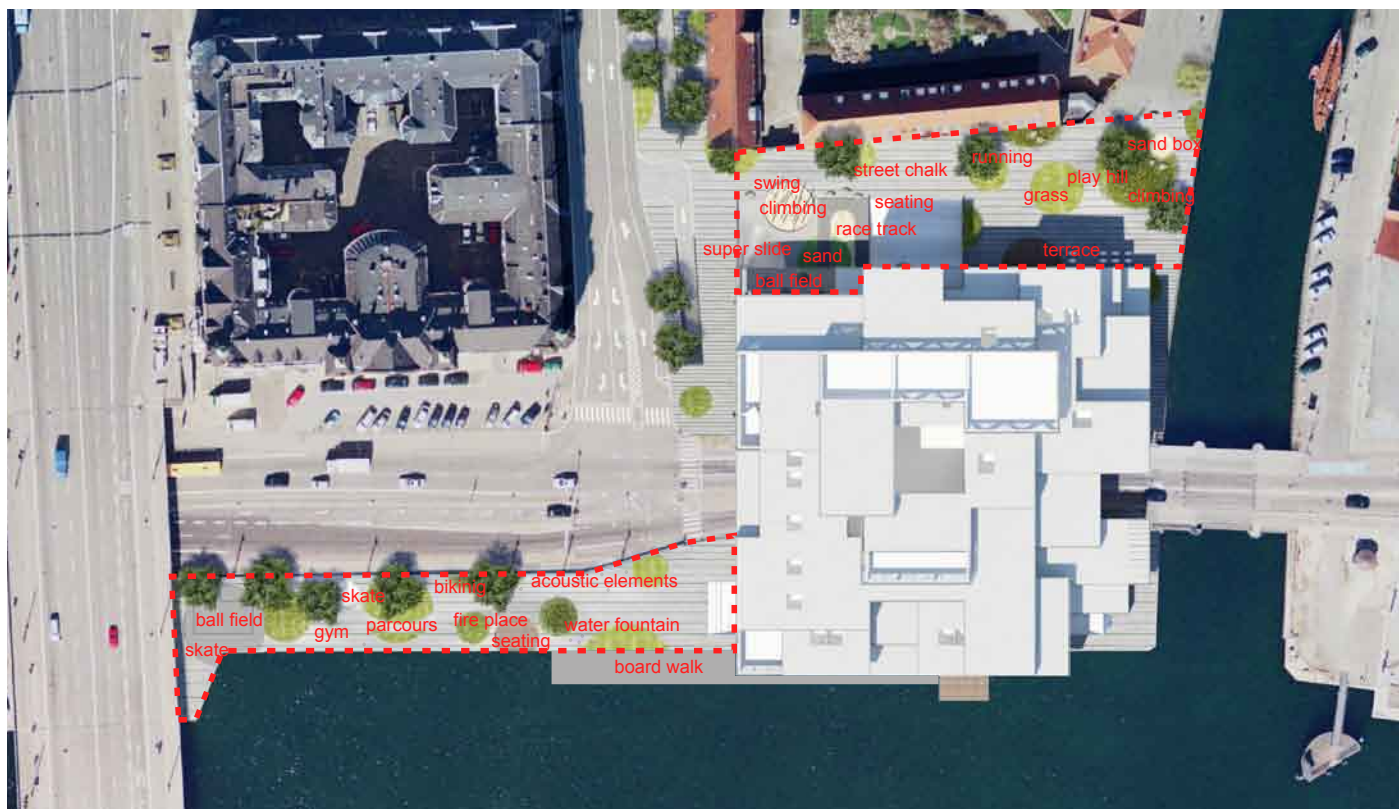 sand box
running
street chalk
play hill
swing
grass
climbing
climbing
seating
race track
super slide
sand
terrace
ball field
acoustic elements
biking
skate
ball field
fire place
parcours
water fountain
gym
seating
skate
board walk